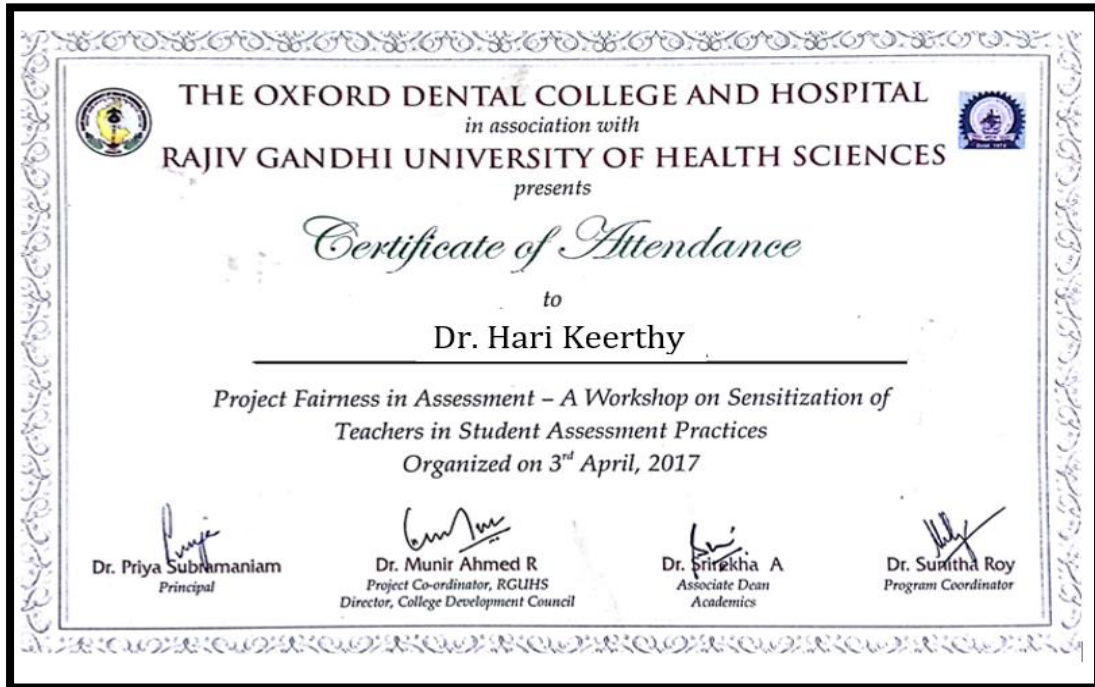 THE OXFORD DENTAL COLLEGE AND HOSPITAL
in association with
RAJIV GANDHI UNIVERSITY OF HEALTH SCIENCES
presents
Certificate of Attendance
to
Dr. Hari Keerthy
Project Fairness in Assessment – A Workshop on Sensitization of
Teachers in Student Assessment Practices
Organized on 3rd April, 2017
Dr. Priya Subramaniam
Principal
Dr. Munir Ahmed R
Project Co-ordinator, RGUHS
Director, College Development Council
Dr. Srirekha A
Associate Dean
Academics
Dr. Sunitha Roy
Program Coordinator